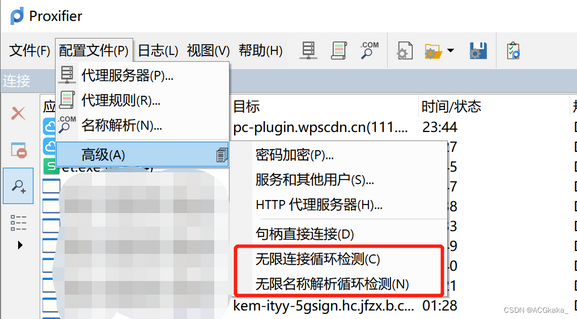 Proxifier
文件(F) 配置文件(P) 日志(L) 视图(V) 帮助(H) .COM
连接
代理服务器(P)...
代理规则(R)...
.COM 名称解析(N)...
高级(A)
目标 时间/状态
pc-plugin.wpscdn.cn(111.... 23:44
密码加密(P)...
服务和其他用户(S)...
HTTP 代理服务器(H)...
句柄直接连接(D)
无限连接循环检测(C)
无限名称解析循环检测(N)
kem-ityy-5gsign.hc.jfzx.b.c... 01:28
CSDN @ACGkaka_